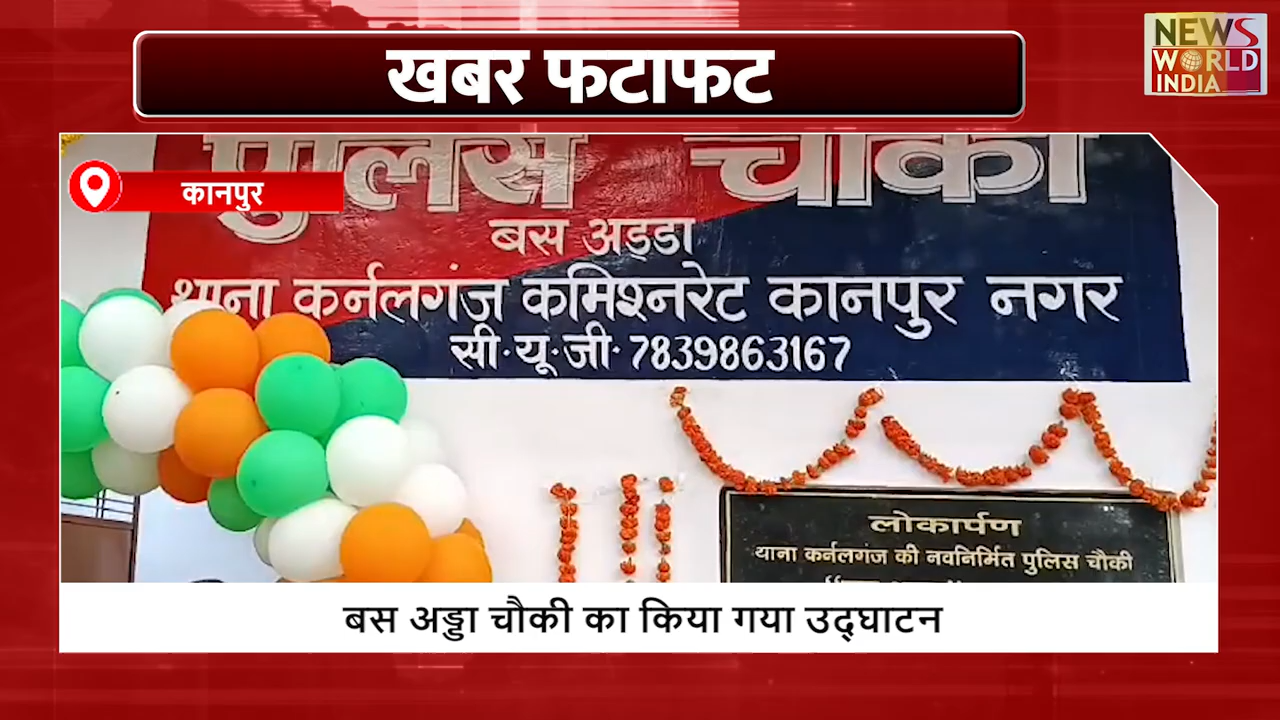 खबर फटाफट
NEWS
WORLD
INDIA
पुलिस चौकी
कानपुर
बस अड्डा
थाना कर्नलगंज कमिश्नरेट कानपुर नगर
सी·यू·जी· 7839863167
लोकार्पण
थाना कर्नलगंज की नवनिर्मित पुलिस चौकी
बस अड्डा चौकी का किया गया उद्घाटन